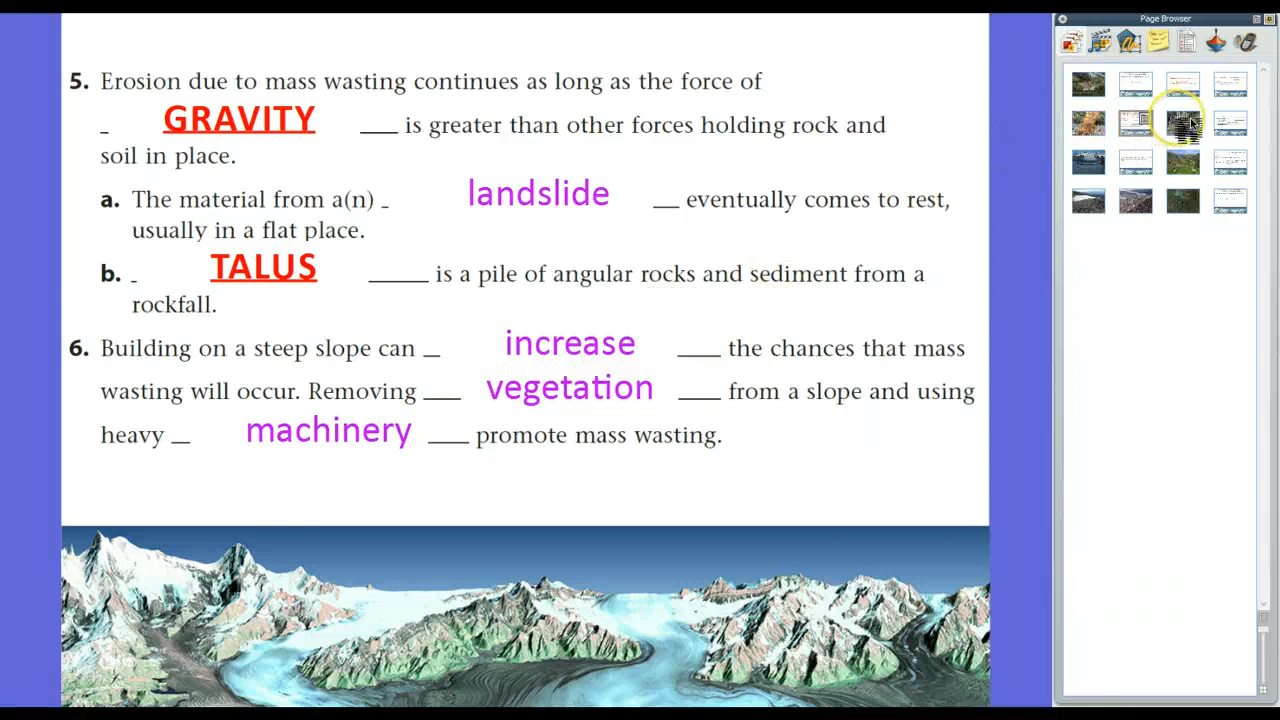 Page Browser
5. Erosion due to mass wasting continues as long as the force of
_ GRAVITY ___ is greater than other forces holding rock and
soil in place.
a. The material from a(n) _ landslide __ eventually comes to rest,
usually in a flat place.
b. _ TALUS _____ is a pile of angular rocks and sediment from a
rockfall.
6. Building on a steep slope can _ increase ____ the chances that mass
wasting will occur. Removing ___ vegetation ____ from a slope and using
heavy __ machinery ____ promote mass wasting.